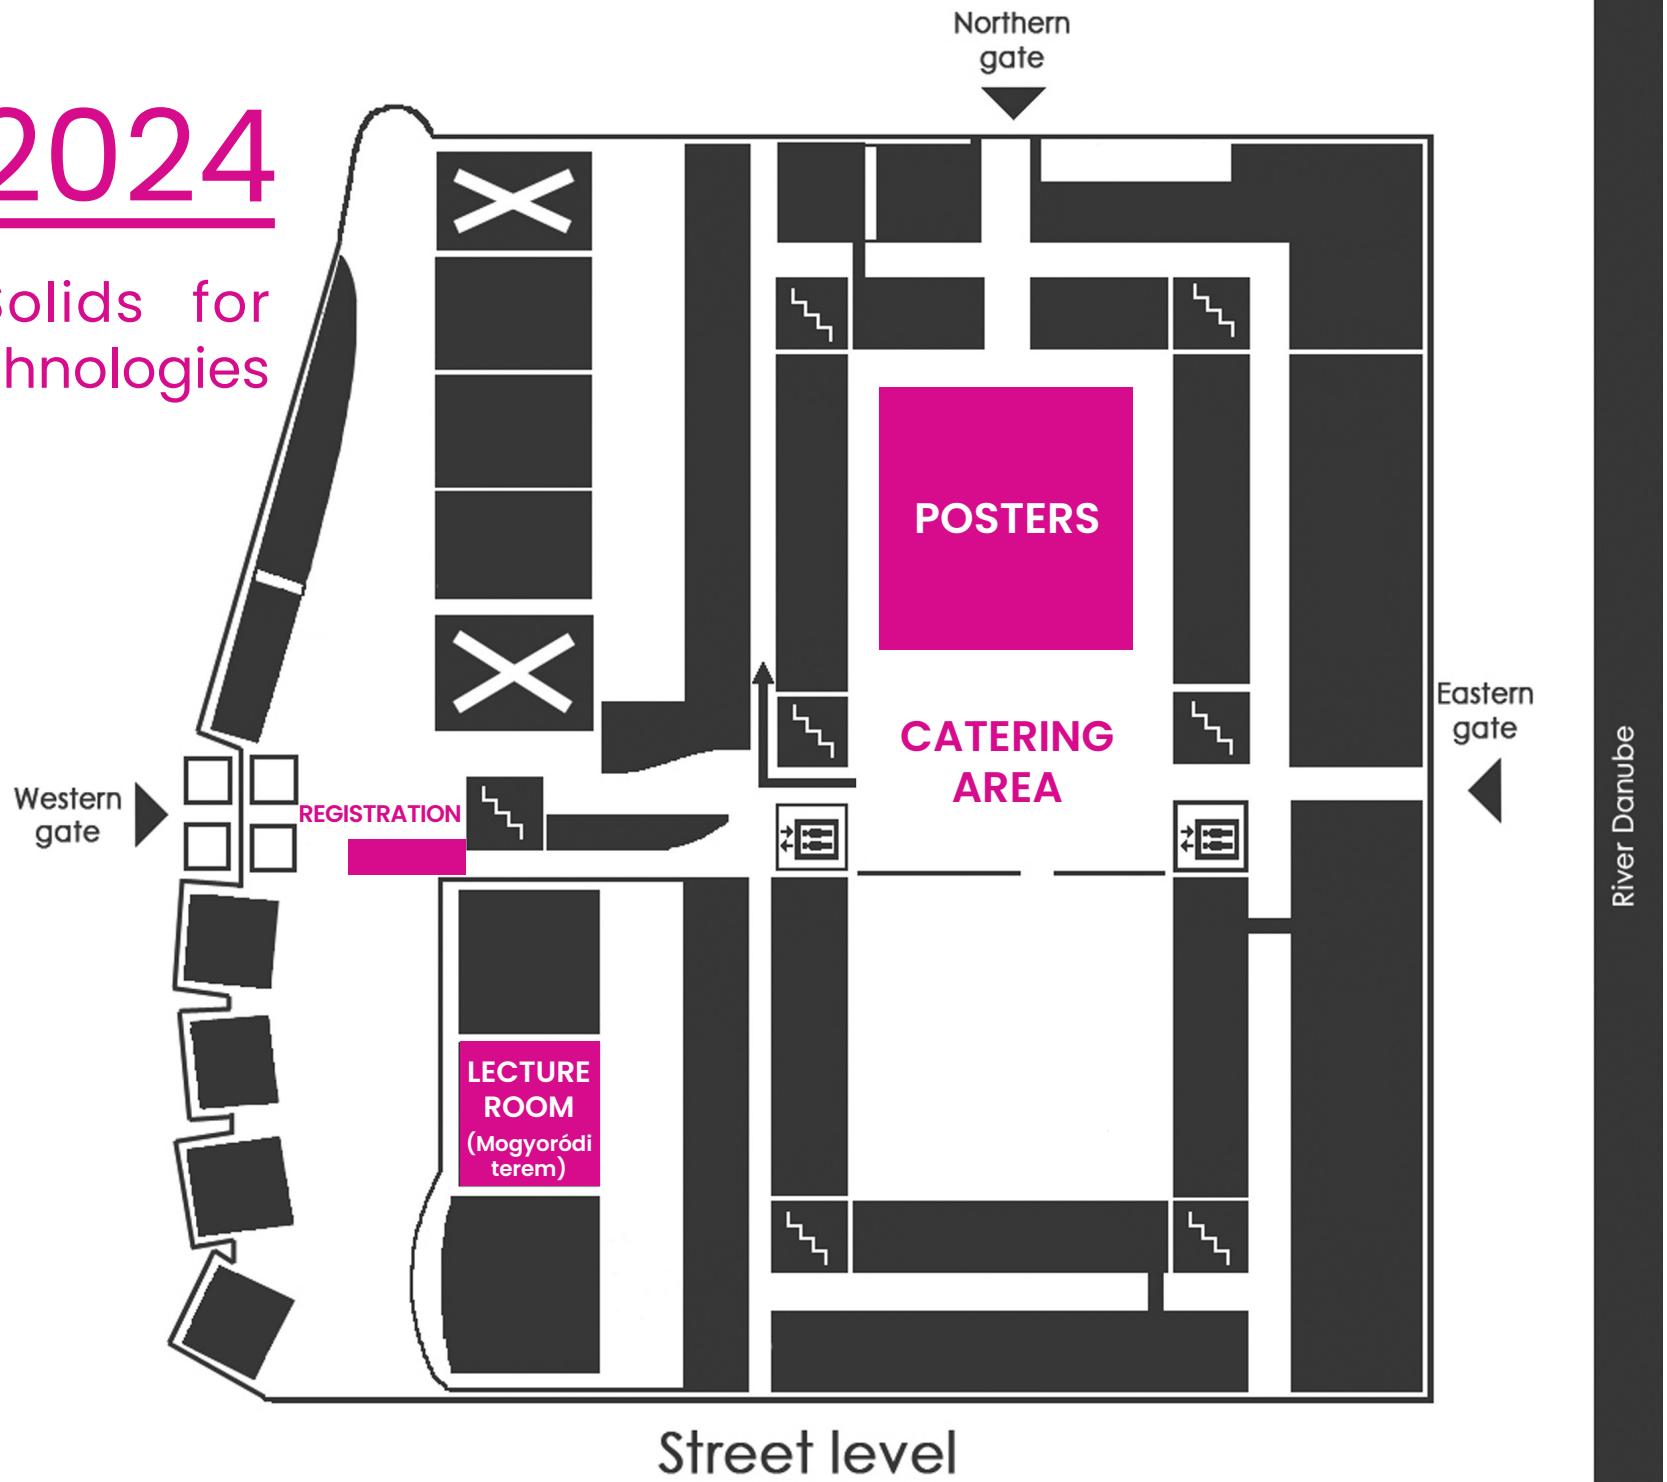 Northern
gate
2024
Solids for
hnologies
POSTERS
Eastern
gate
CATERING
AREA
River Danube
Western
gate
REGISTRATION
LECTURE
ROOM
(Mogyoródi
terem)
Street level